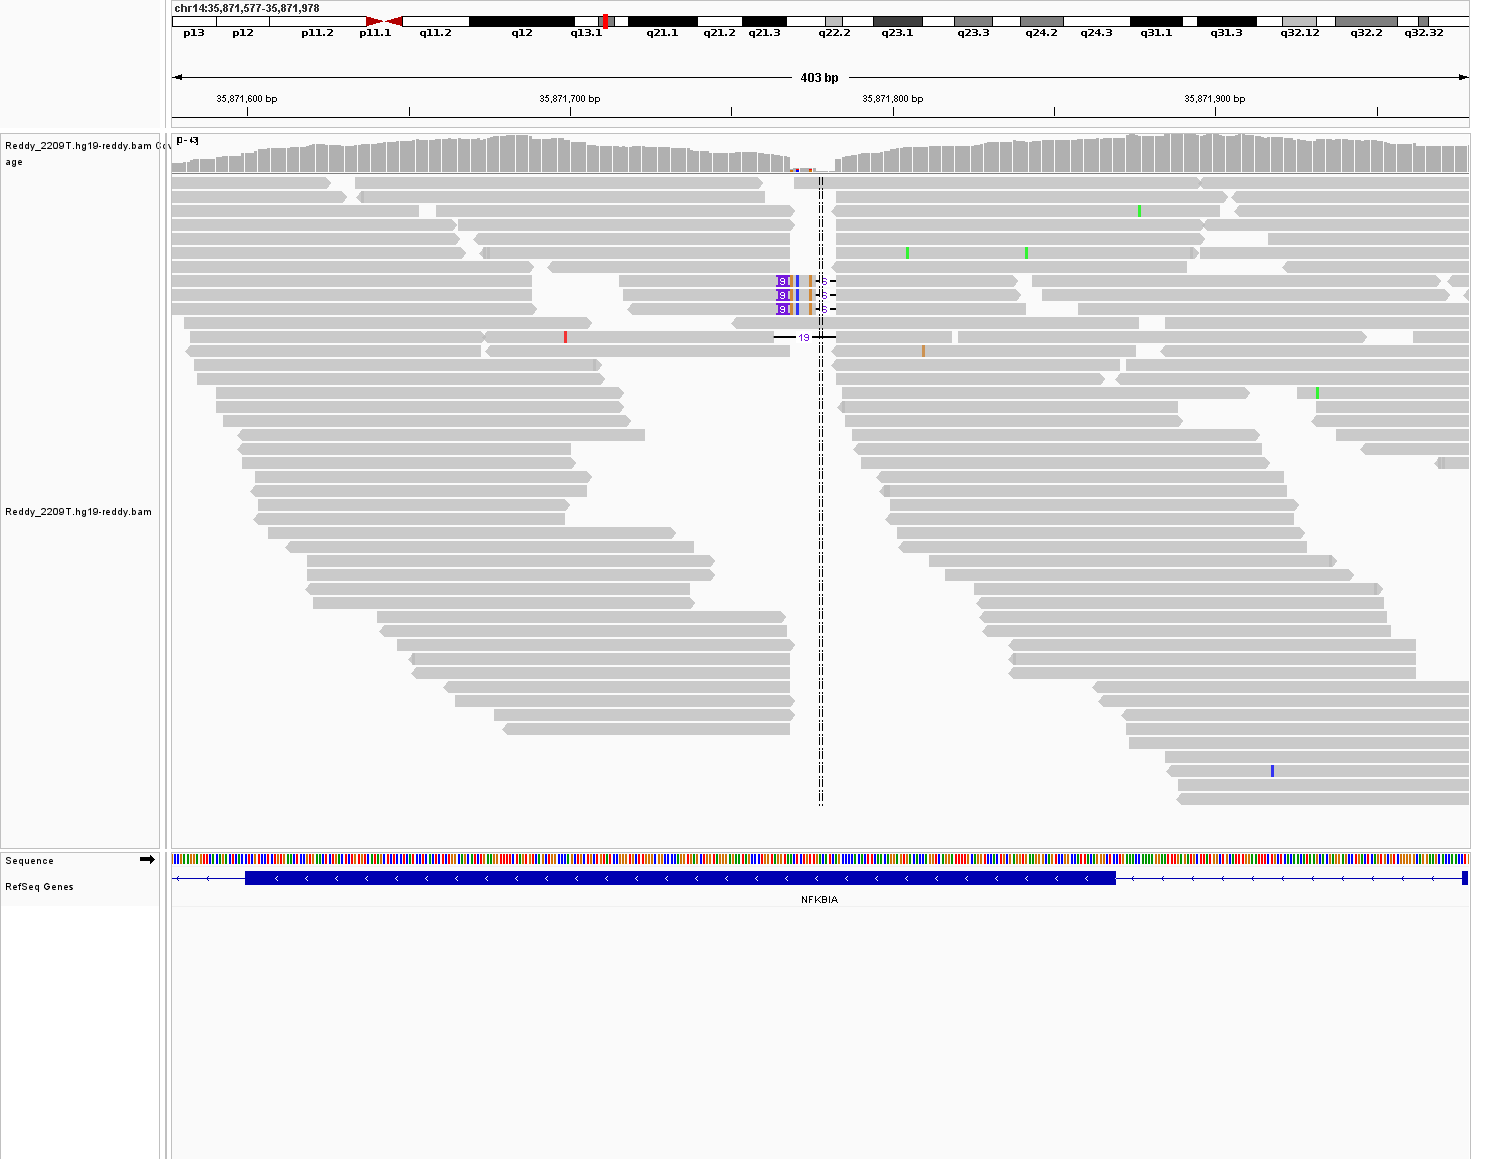 chr14:35,871,577-35,871,978
p13 p12 p11.2 p11.1 q11.2 q12 q13.1 q21.1 q21.2 q21.3 q22.2 q23.1 q23.3 q24.2 q24.3 q31.1 q31.3 q32.12 q32.2 q32.32
403 bp
35,871,600 bp 35,871,700 bp 35,871,800 bp 35,871,900 bp
Reddy_2209T.hg19-reddy.bam Cov
age
[0 - 43]
9
9
9
19
Reddy_2209T.hg19-reddy.bam
Sequence
RefSeq Genes
NFKBIA